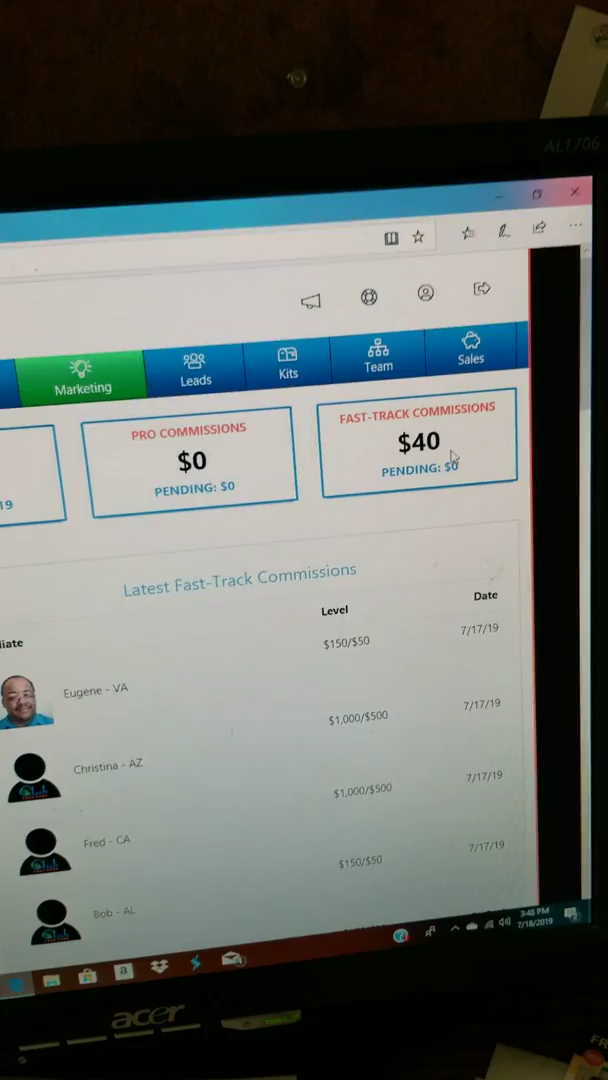 AL1706
Marketing
Leads
Kits
Team
Sales
PRO COMMISSIONS
$0
PENDING: $0
FAST-TRACK COMMISSIONS
$40
PENDING: $0
19
Latest Fast-Track Commissions
liate
Level
Date
$150/$50
7/17/19
Eugene - VA
$1,000/$500
7/17/19
Christina - AZ
$1,000/$500
7/17/19
Fred - CA
$150/$50
7/17/19
Bob - AL
3:48 PM
7/18/2019
acer